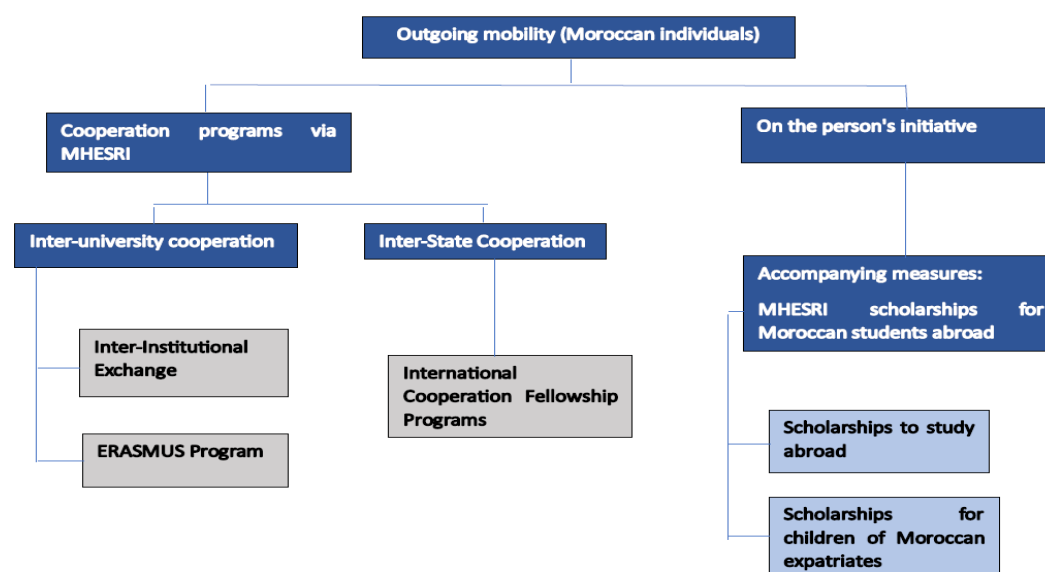 Outgoing mobility (Moroccan individuals)
Cooperation programs via
MHESRI
On the person's initiative
Inter-university cooperation
Inter-State Cooperation
Accompanying measures:
MHESRI scholarships for
Moroccan students abroad
Inter-Institutional
Exchange
International
Cooperation Fellowship
Programs
ERASMUS Program
Scholarships to study
abroad
Scholarships for
children of Moroccan
expatriates